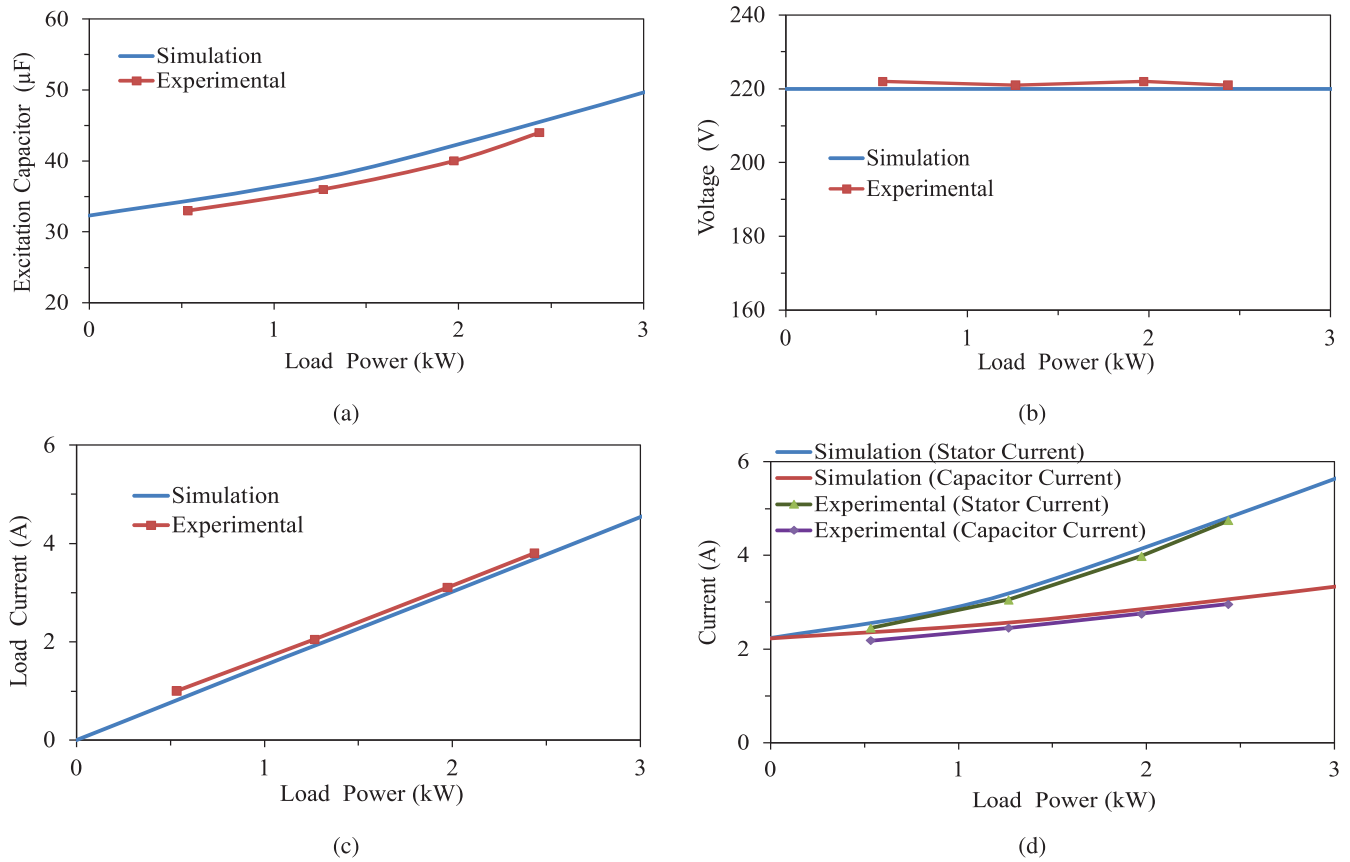 60
50
40
30
20
Excitation Capacitor (μF)
Simulation
Experimental
0 1 2 3
Load Power (kW)
(a)
240
220
200
180
160
Voltage (V)
Simulation
Experimental
0 1 2 3
Load Power (kW)
(b)
6
4
2
0
Load Current (A)
Simulation
Experimental
0 1 2 3
Load Power (kW)
(c)
Simulation (Stator Current)
Simulation (Capacitor Current)
Experimental (Stator Current)
Experimental (Capacitor Current)
6
4
2
0
Current (A)
0 1 2 3
Load Power (kW)
(d)